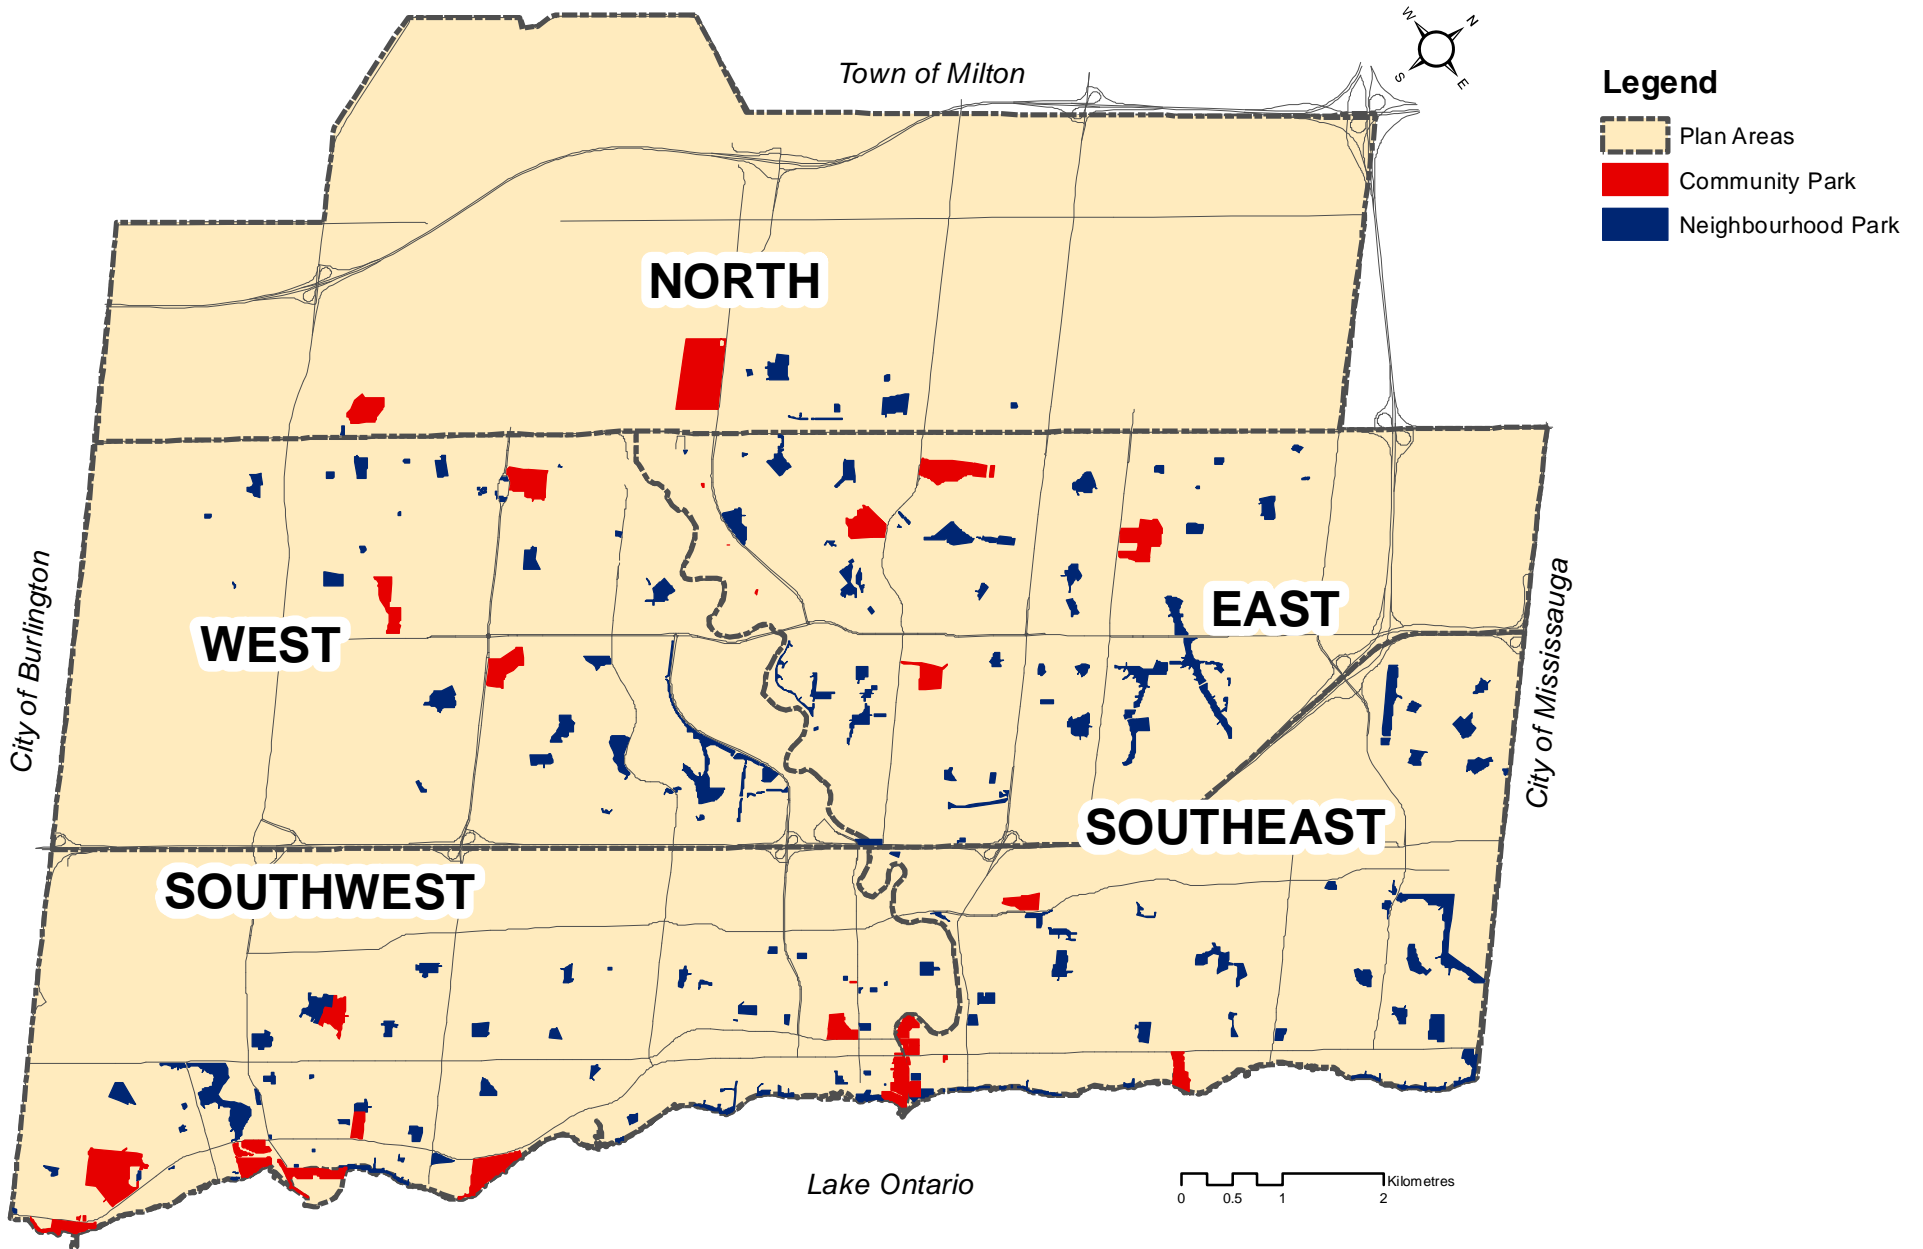 Town of Milton
W
N
S
E
Legend
Plan Areas
Community Park
Neighbourhood Park
NORTH
City of Burlington
WEST
EAST
City of Mississauga
SOUTHEAST
SOUTHWEST
Lake Ontario
Kilometres
0 0.5 1 2